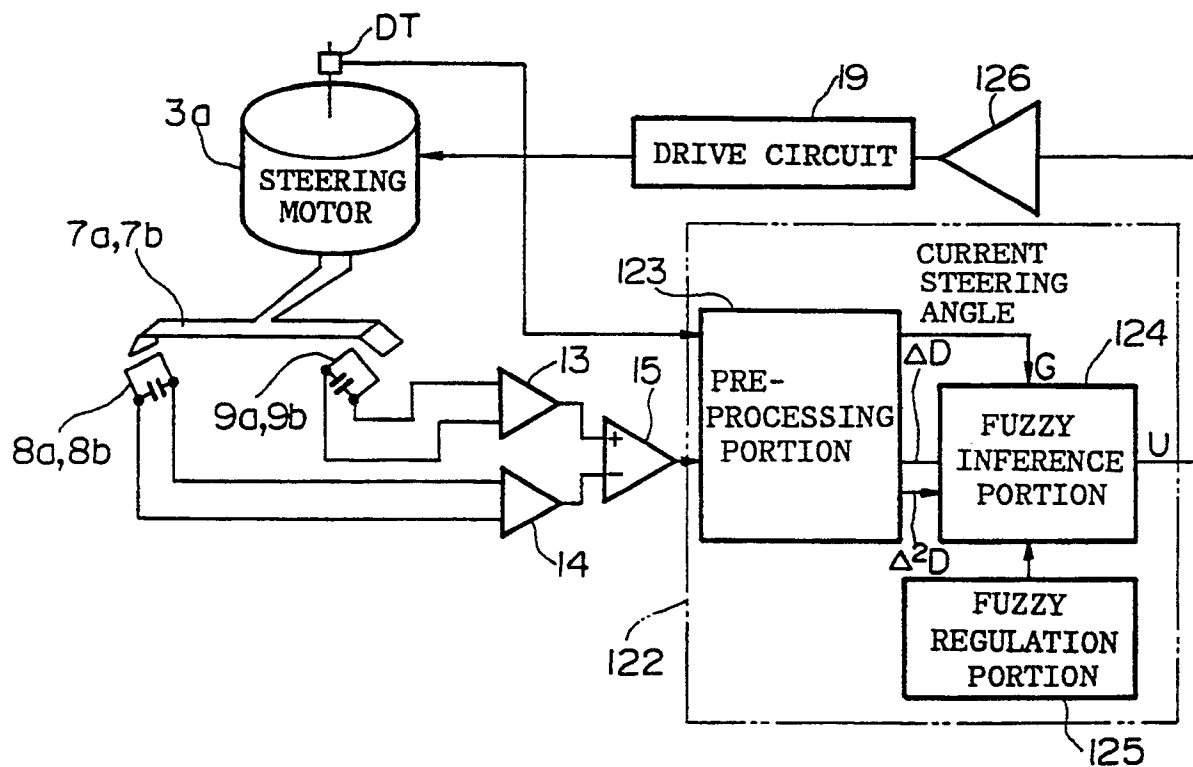 DT
3a
STEERING
MOTOR
19
DRIVE CIRCUIT
126
7a,7b
8a,8b
9a,9b
13
14
15
122
123
PRE-
PROCESSING
PORTION
CURRENT
STEERING
ANGLE
ΔD
G
Δ²D
124
FUZZY
INFERENCE
PORTION
U
FUZZY
REGULATION
PORTION
125
+
−